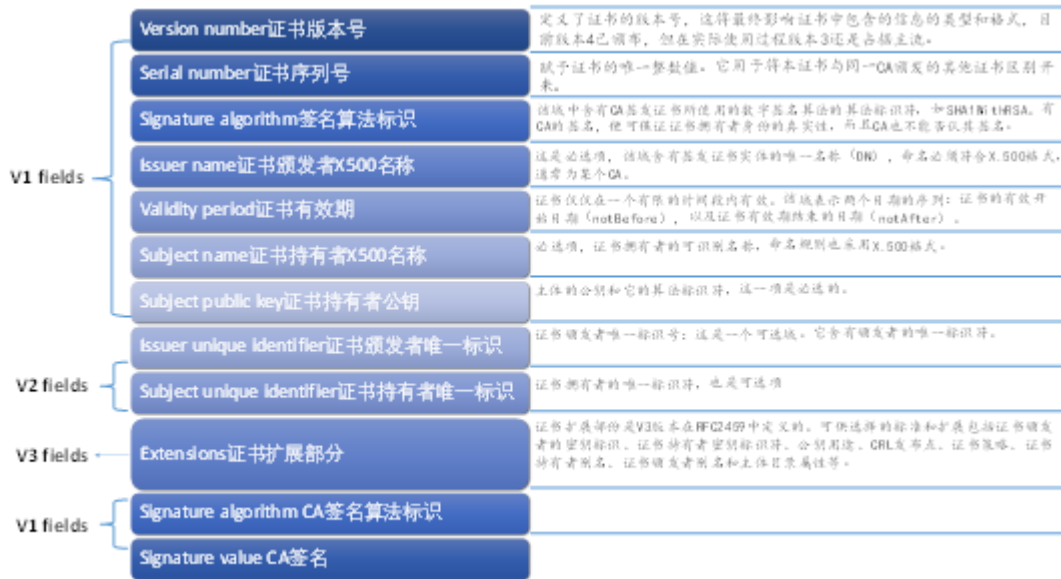 Version number证书版本号
定义了证书的版本号，这将最终影响证书中包含的信息的类型和格式，目
前版本4已颁布，但在实际使用过程版本3还是占据主流。
Serial number证书序列号
赋予证书的唯一整数值。它用于将本证书与同一CA颁发的其他证书区别开
来。
Signature algorithm签名算法标识
该域中含有CA签发证书所使用的数字签名算法的算法标识符，如SHA1WithRSA。有
CA的签名，便可保证证书拥有者身份的真实性，而且CA也不能否认其签名。
Issuer name证书颁发者X500名称
这是必选项，该域含有签发证书实体的唯一名称（DN），命名必须符合X.500格式，
通常为某个CA。
V1 fields
Validity period证书有效期
证书仅仅在一个有限的时间段内有效。该域表示两个日期的序列：证书的有效开
始日期（notBefore），以及证书有效期结束的日期（notAfter）。
Subject name证书持有者X500名称
必选项，证书拥有者的可识别名称，命名规则也采用X.500格式。
Subject public key证书持有者公钥
主体的公钥和它的算法标识符，这一项是必选的。
Issuer unique identifier证书颁发者唯一标识
证书颁发者唯一标识号：这是一个可选域。它含有颁发者的唯一标识符。
V2 fields
Subject unique identifier证书持有者唯一标识
证书拥有者的唯一标识符，也是可选项
V3 fields
Extensions证书扩展部分
证书扩展部份是V3版本在RFC2459中定义的。可供选择的标准和扩展包括证书颁发
者的密钥标识、证书持有者密钥标识符、公钥用途、CRL发布点、证书策略、证书
持有者别名、证书颁发者别名和主体目录属性等。
Signature algorithm CA签名算法标识
V1 fields
Signature value CA签名